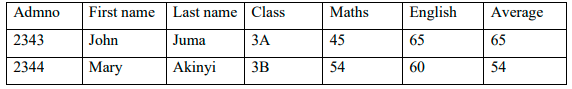 Admno First name Last name Class Maths English Average
2343 John Juma 3A 45 65 65
2344 Mary Akinyi 3B 54 60 54